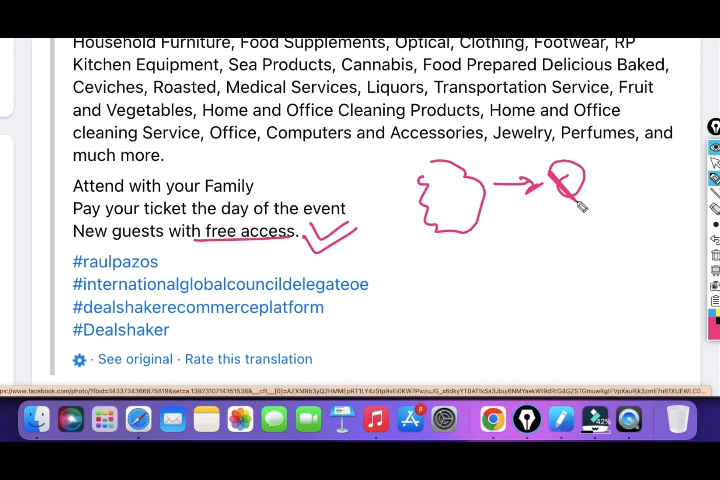 Household Furniture, Food Supplements, Optical, Clothing, Footwear, RP
Kitchen Equipment, Sea Products, Cannabis, Food Prepared Delicious Baked,
Ceviches, Roasted, Medical Services, Liquors, Transportation Service, Fruit
and Vegetables, Home and Office Cleaning Products, Home and Office
cleaning Service, Office, Computers and Accessories, Jewelry, Perfumes, and
much more.
Attend with your Family
Pay your ticket the day of the event
New guests with free access.
#raulpazos
#internationalglobalcouncildelegateoe
#dealshakerecommerceplatform
#Dealshaker
· See original · Rate this translation
8
42%